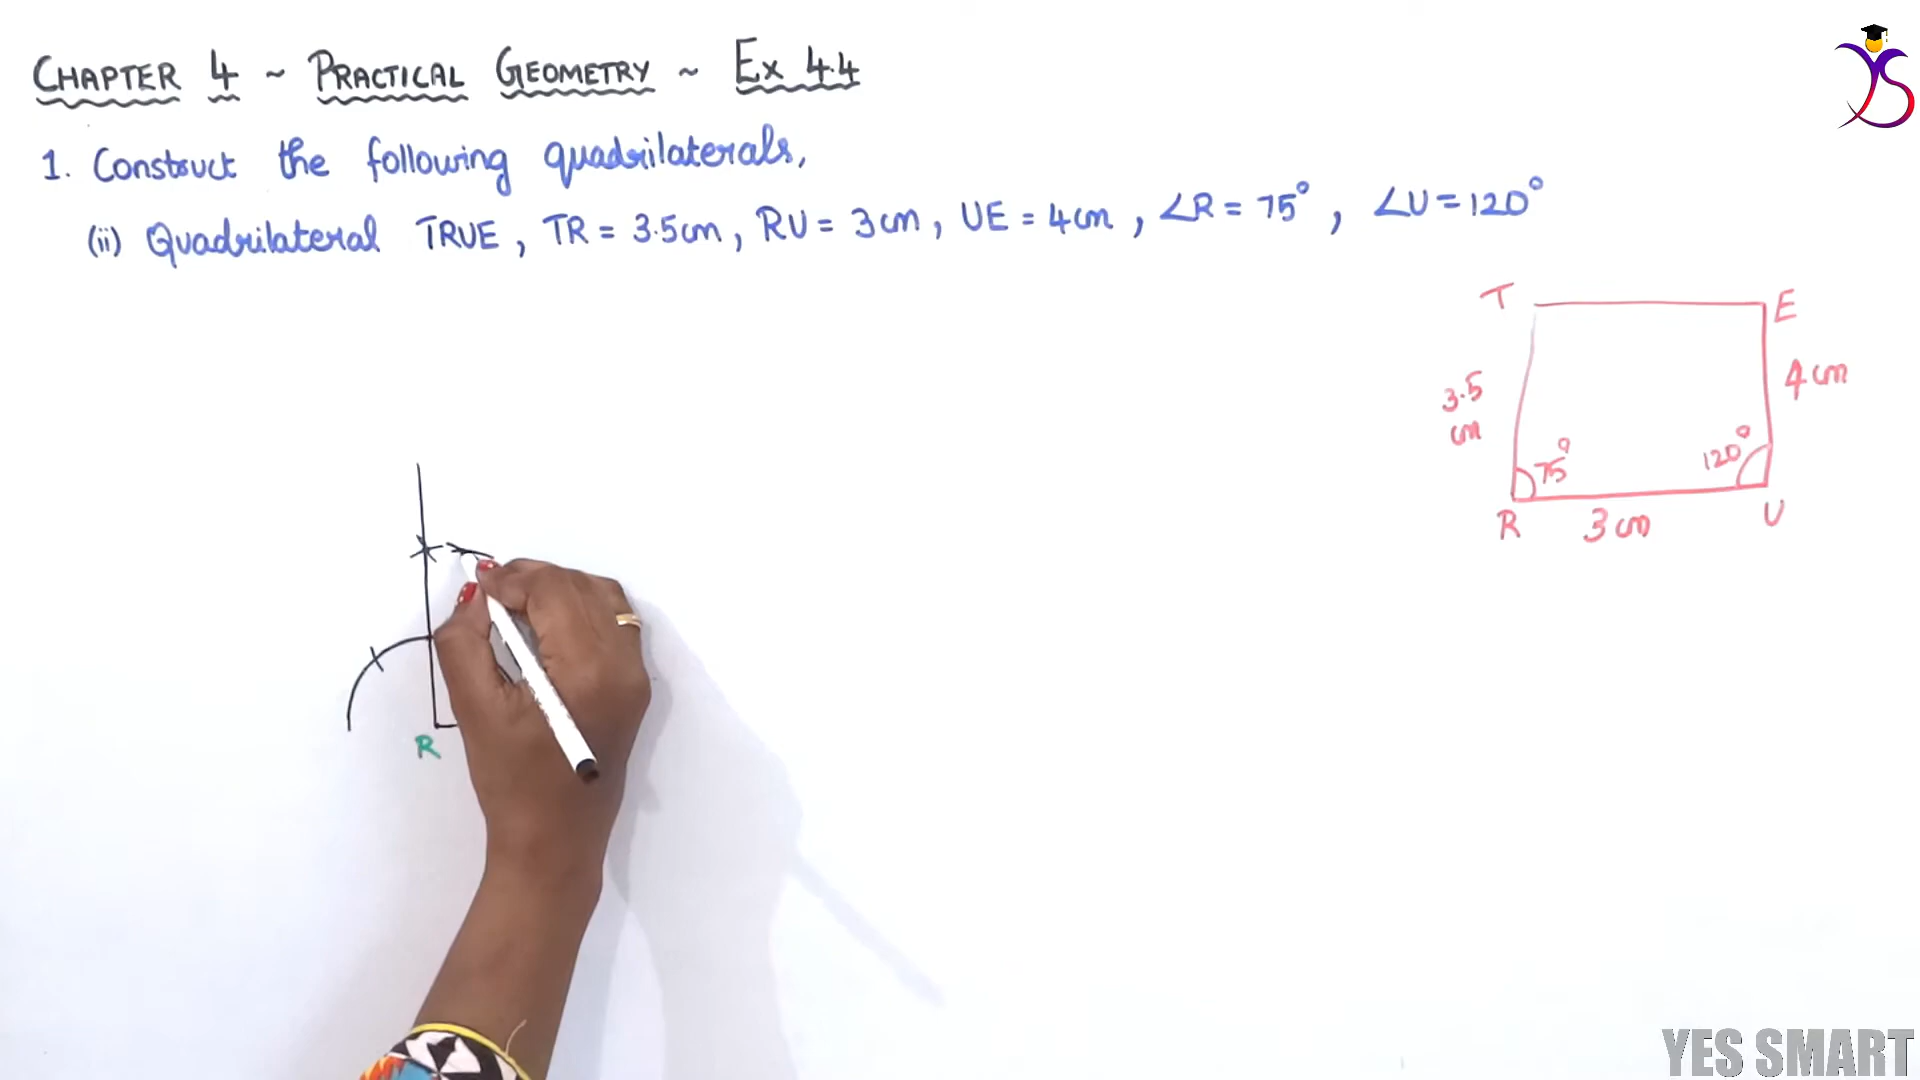 CHAPTER 4 ~ PRACTICAL GEOMETRY ~ Ex 4.4
1. Construct the following quadrilaterals,
(ii) Quadrilateral TRUE, TR = 3.5cm, RU = 3cm, UE = 4cm, ∠R = 75°, ∠U = 120°
T E
3.5 cm
4cm
75° 120°
R 3cm U
R
YS
YES SMART